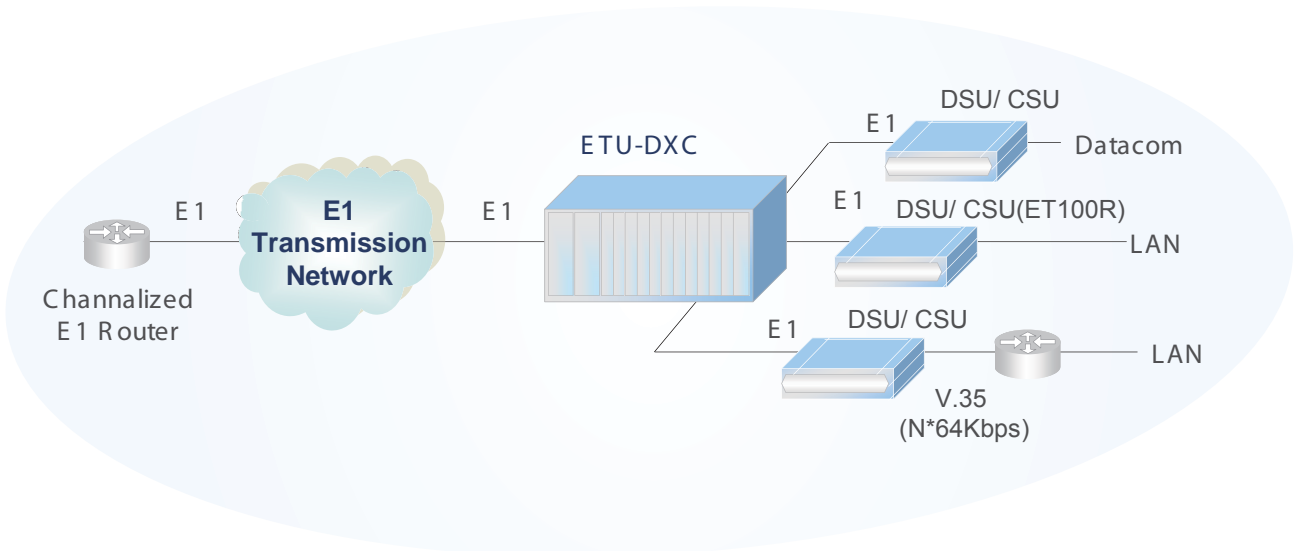 E1
Channalized
E1 Router
E1
Transmission
Network
E1
ETU-DXC
E1
DSU/ CSU
Datacom
E1
DSU/ CSU(ET100R)
LAN
E1
DSU/ CSU
V.35
(N*64Kbps)
LAN